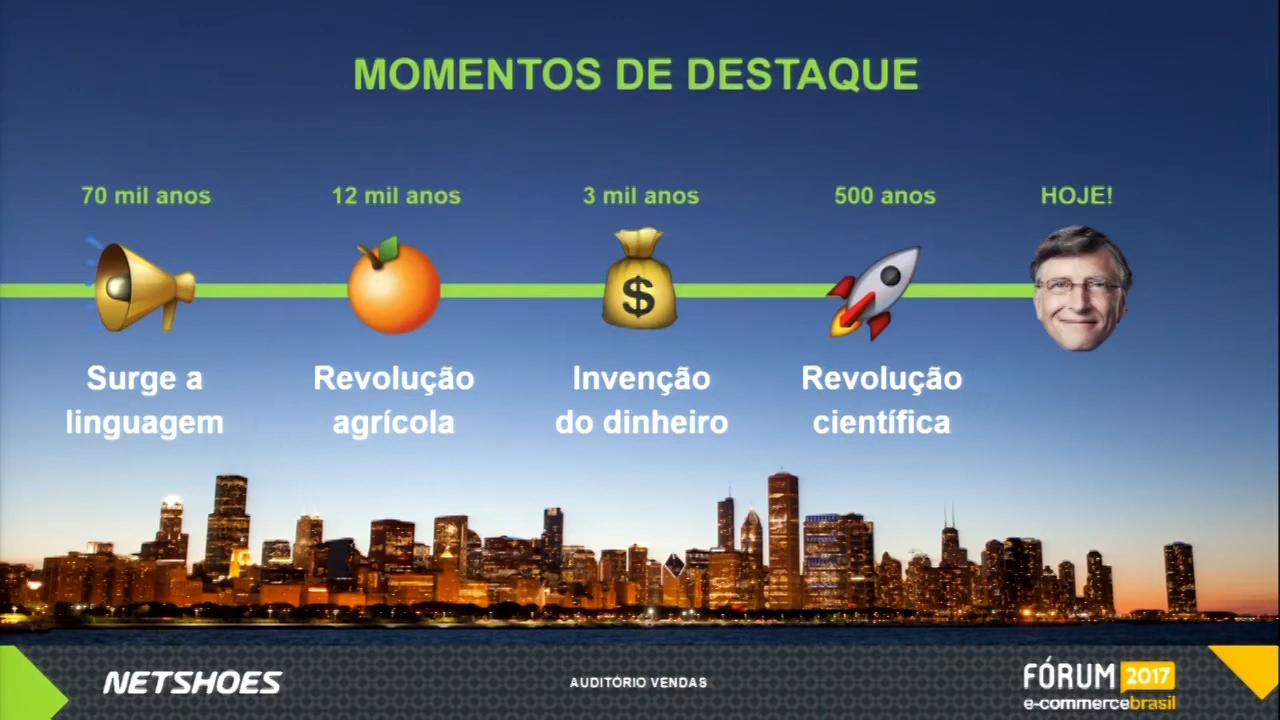 MOMENTOS DE DESTAQUE
70 mil anos
12 mil anos
3 mil anos
500 anos
HOJE!
$
Surge a
linguagem
Revolução
agrícola
Invenção
do dinheiro
Revolução
científica
NETSHOES
AUDITÓRIO VENDAS
FÓRUM 2017
e-commercebrasil